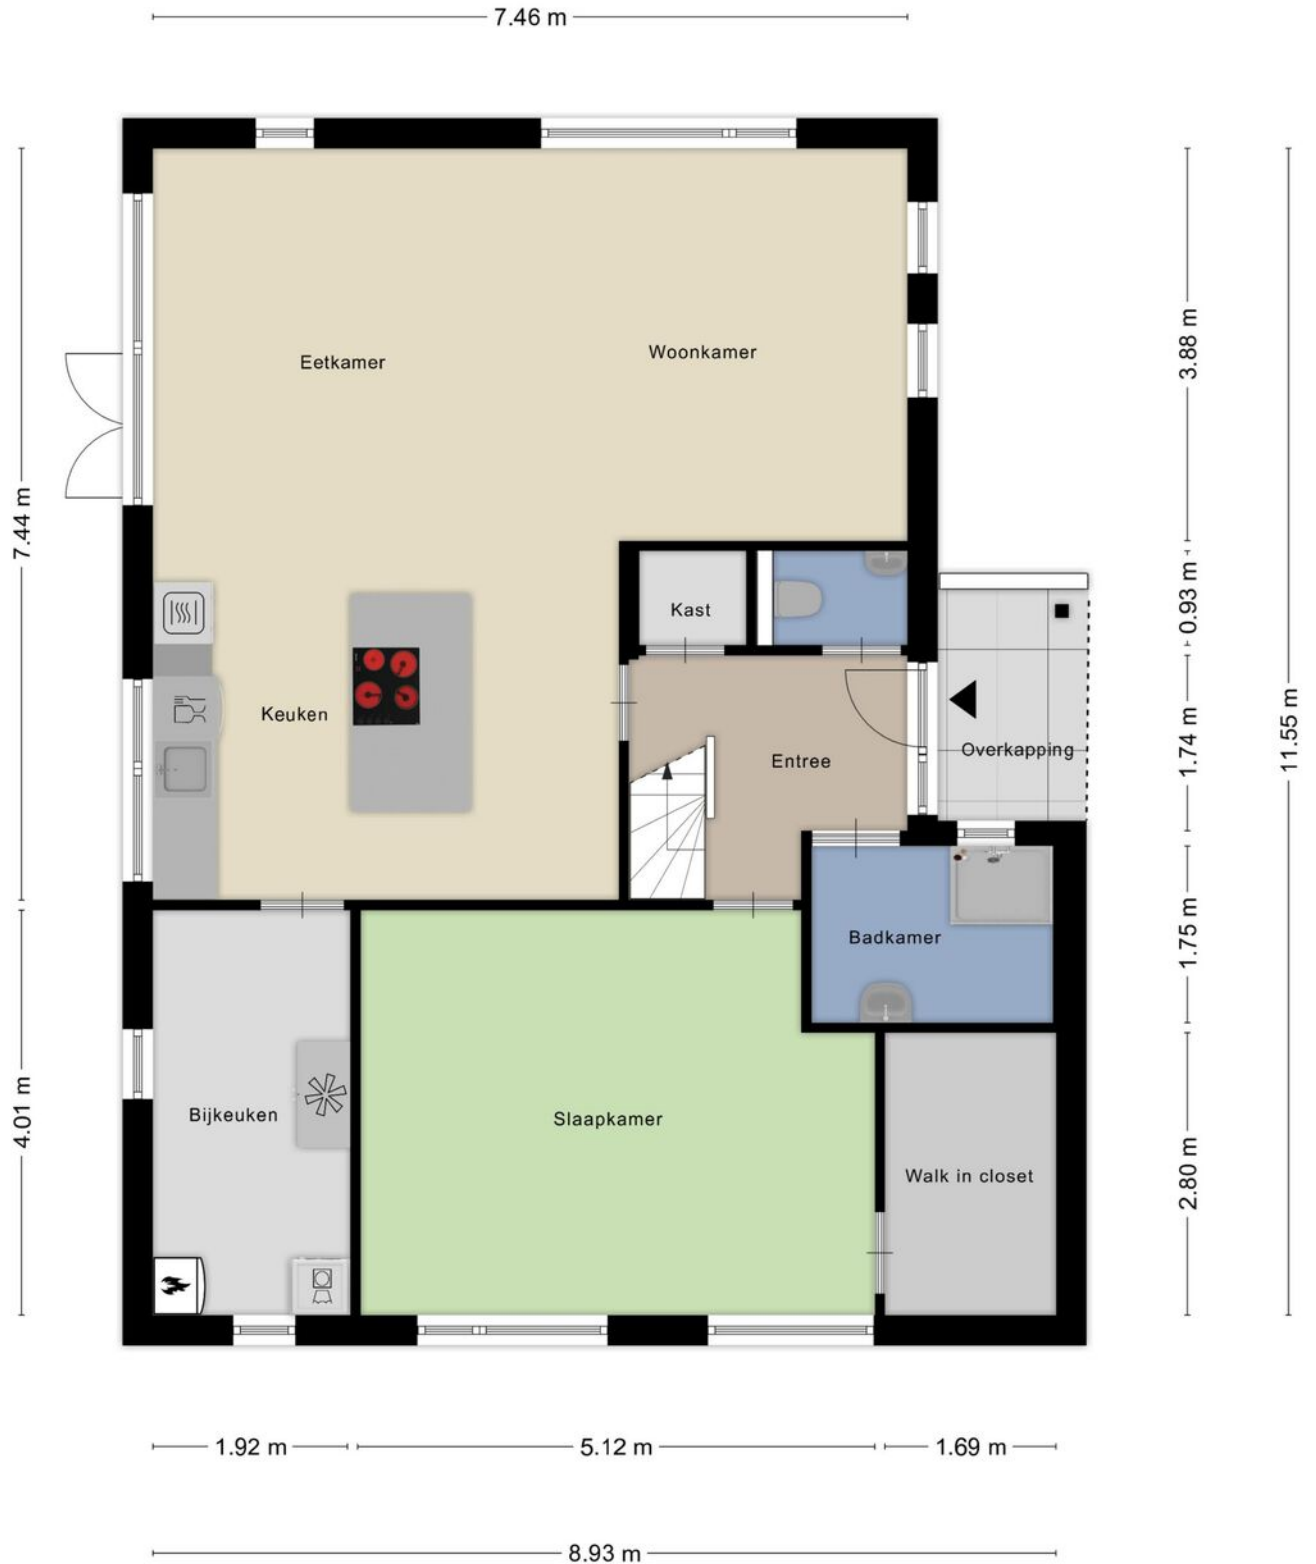 7.46 m
Eetkamer
Woonkamer
3.88 m
7.44 m
Kast
0.93 m
Keuken
Entree
Overkapping
1.74 m
11.55 m
Badkamer
1.75 m
Bijkeuken
Slaapkamer
Walk in closet
4.01 m
2.80 m
1.92 m
5.12 m
1.69 m
8.93 m